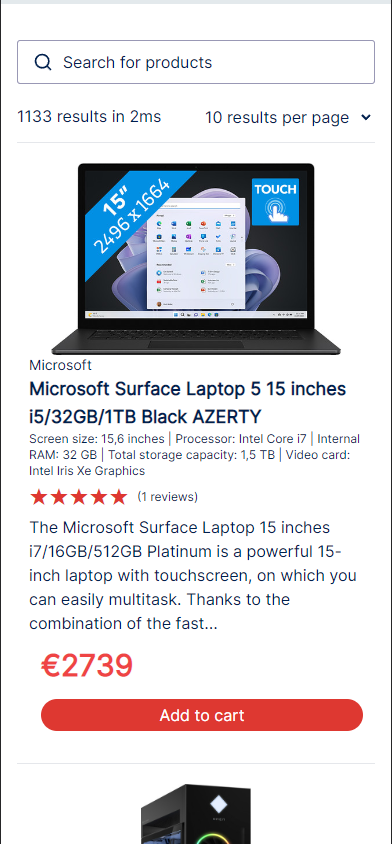 Search for products
1133 results in 2ms
10 results per page
15"
2496 x 1664
TOUCH
Microsoft
Microsoft Surface Laptop 5 15 inches
i5/32GB/1TB Black AZERTY
Screen size: 15,6 inches | Processor: Intel Core i7 | Internal
RAM: 32 GB | Total storage capacity: 1,5 TB | Video card:
Intel Iris Xe Graphics
(1 reviews)
The Microsoft Surface Laptop 15 inches
i7/16GB/512GB Platinum is a powerful 15-
inch laptop with touchscreen, on which you
can easily multitask. Thanks to the
combination of the fast...
€2739
Add to cart